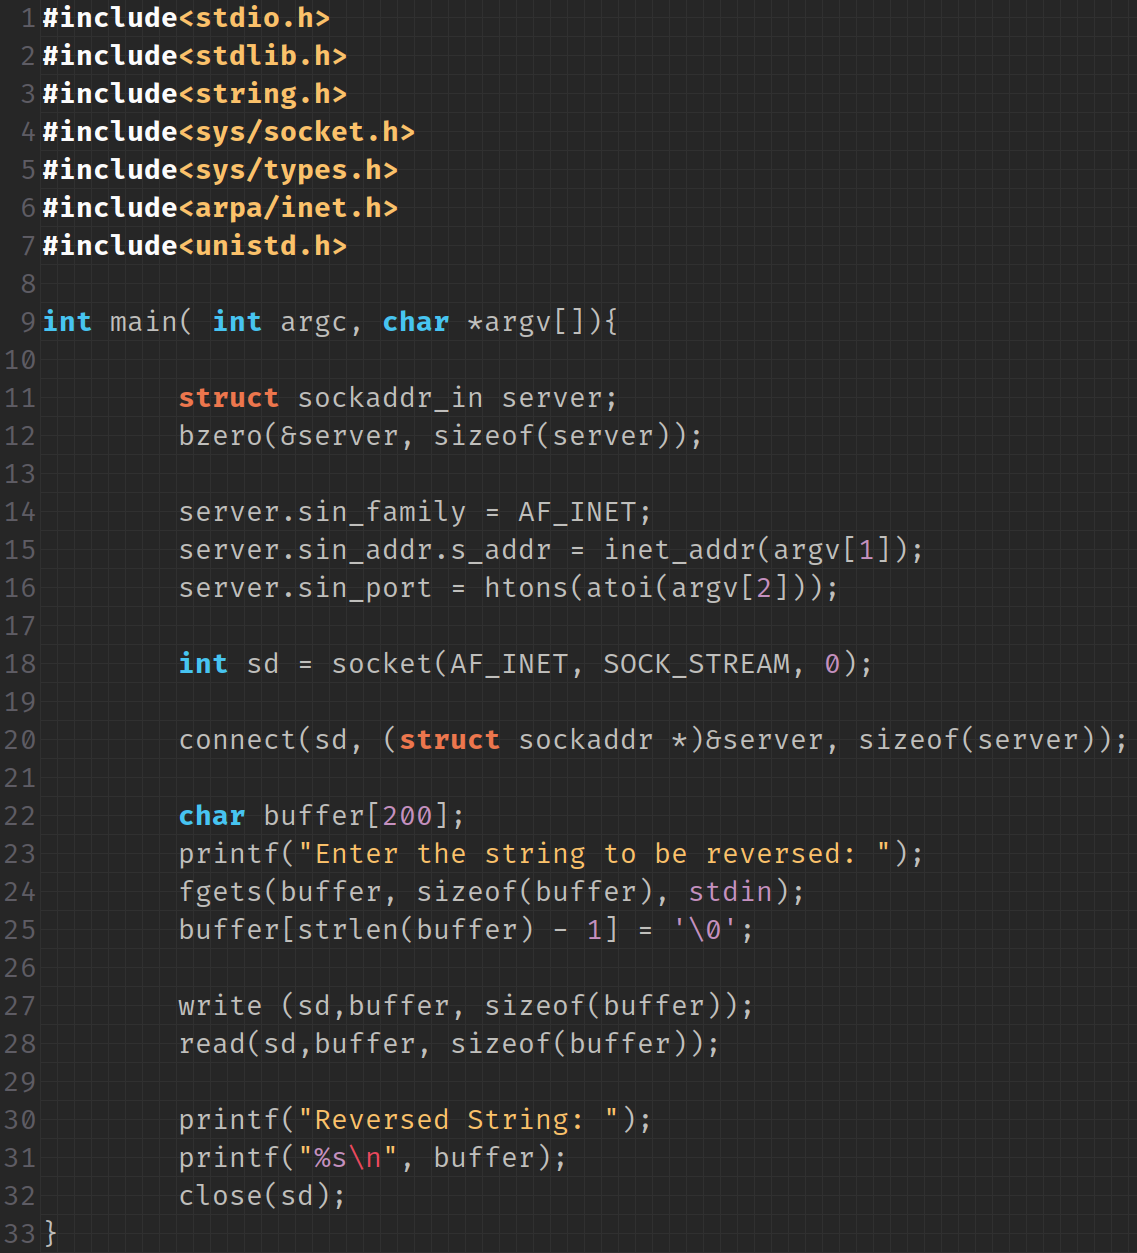 1 #include<stdio.h>
2 #include<stdlib.h>
3 #include<string.h>
4 #include<sys/socket.h>
5 #include<sys/types.h>
6 #include<arpa/inet.h>
7 #include<unistd.h>
8
9 int main( int argc, char *argv[]){
10
11         struct sockaddr_in server;
12         bzero(&server, sizeof(server));
13
14         server.sin_family = AF_INET;
15         server.sin_addr.s_addr = inet_addr(argv[1]);
16         server.sin_port = htons(atoi(argv[2]));
17
18         int sd = socket(AF_INET, SOCK_STREAM, 0);
19
20         connect(sd, (struct sockaddr *)&server, sizeof(server));
21
22         char buffer[200];
23         printf("Enter the string to be reversed: ");
24         fgets(buffer, sizeof(buffer), stdin);
25         buffer[strlen(buffer) - 1] = '\0';
26
27         write (sd,buffer, sizeof(buffer));
28         read(sd,buffer, sizeof(buffer));
29
30         printf("Reversed String: ");
31         printf("%s\n", buffer);
32         close(sd);
33 }